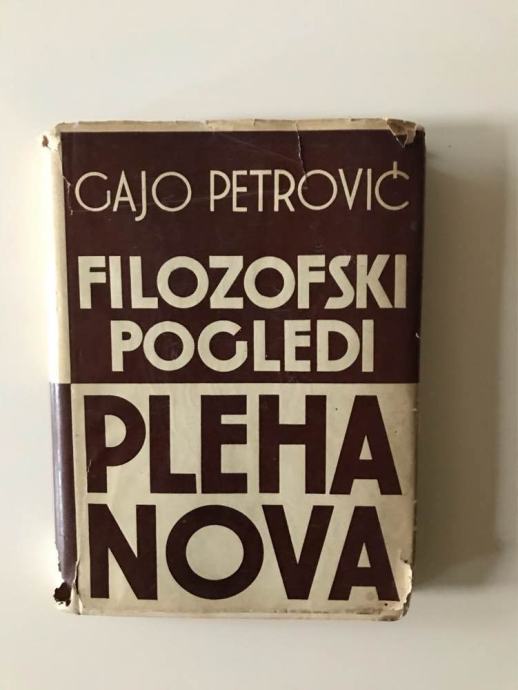 GAJO PETROVIĆ
FILOZOFSKI
POGLEDI
PLEHA
NOVA